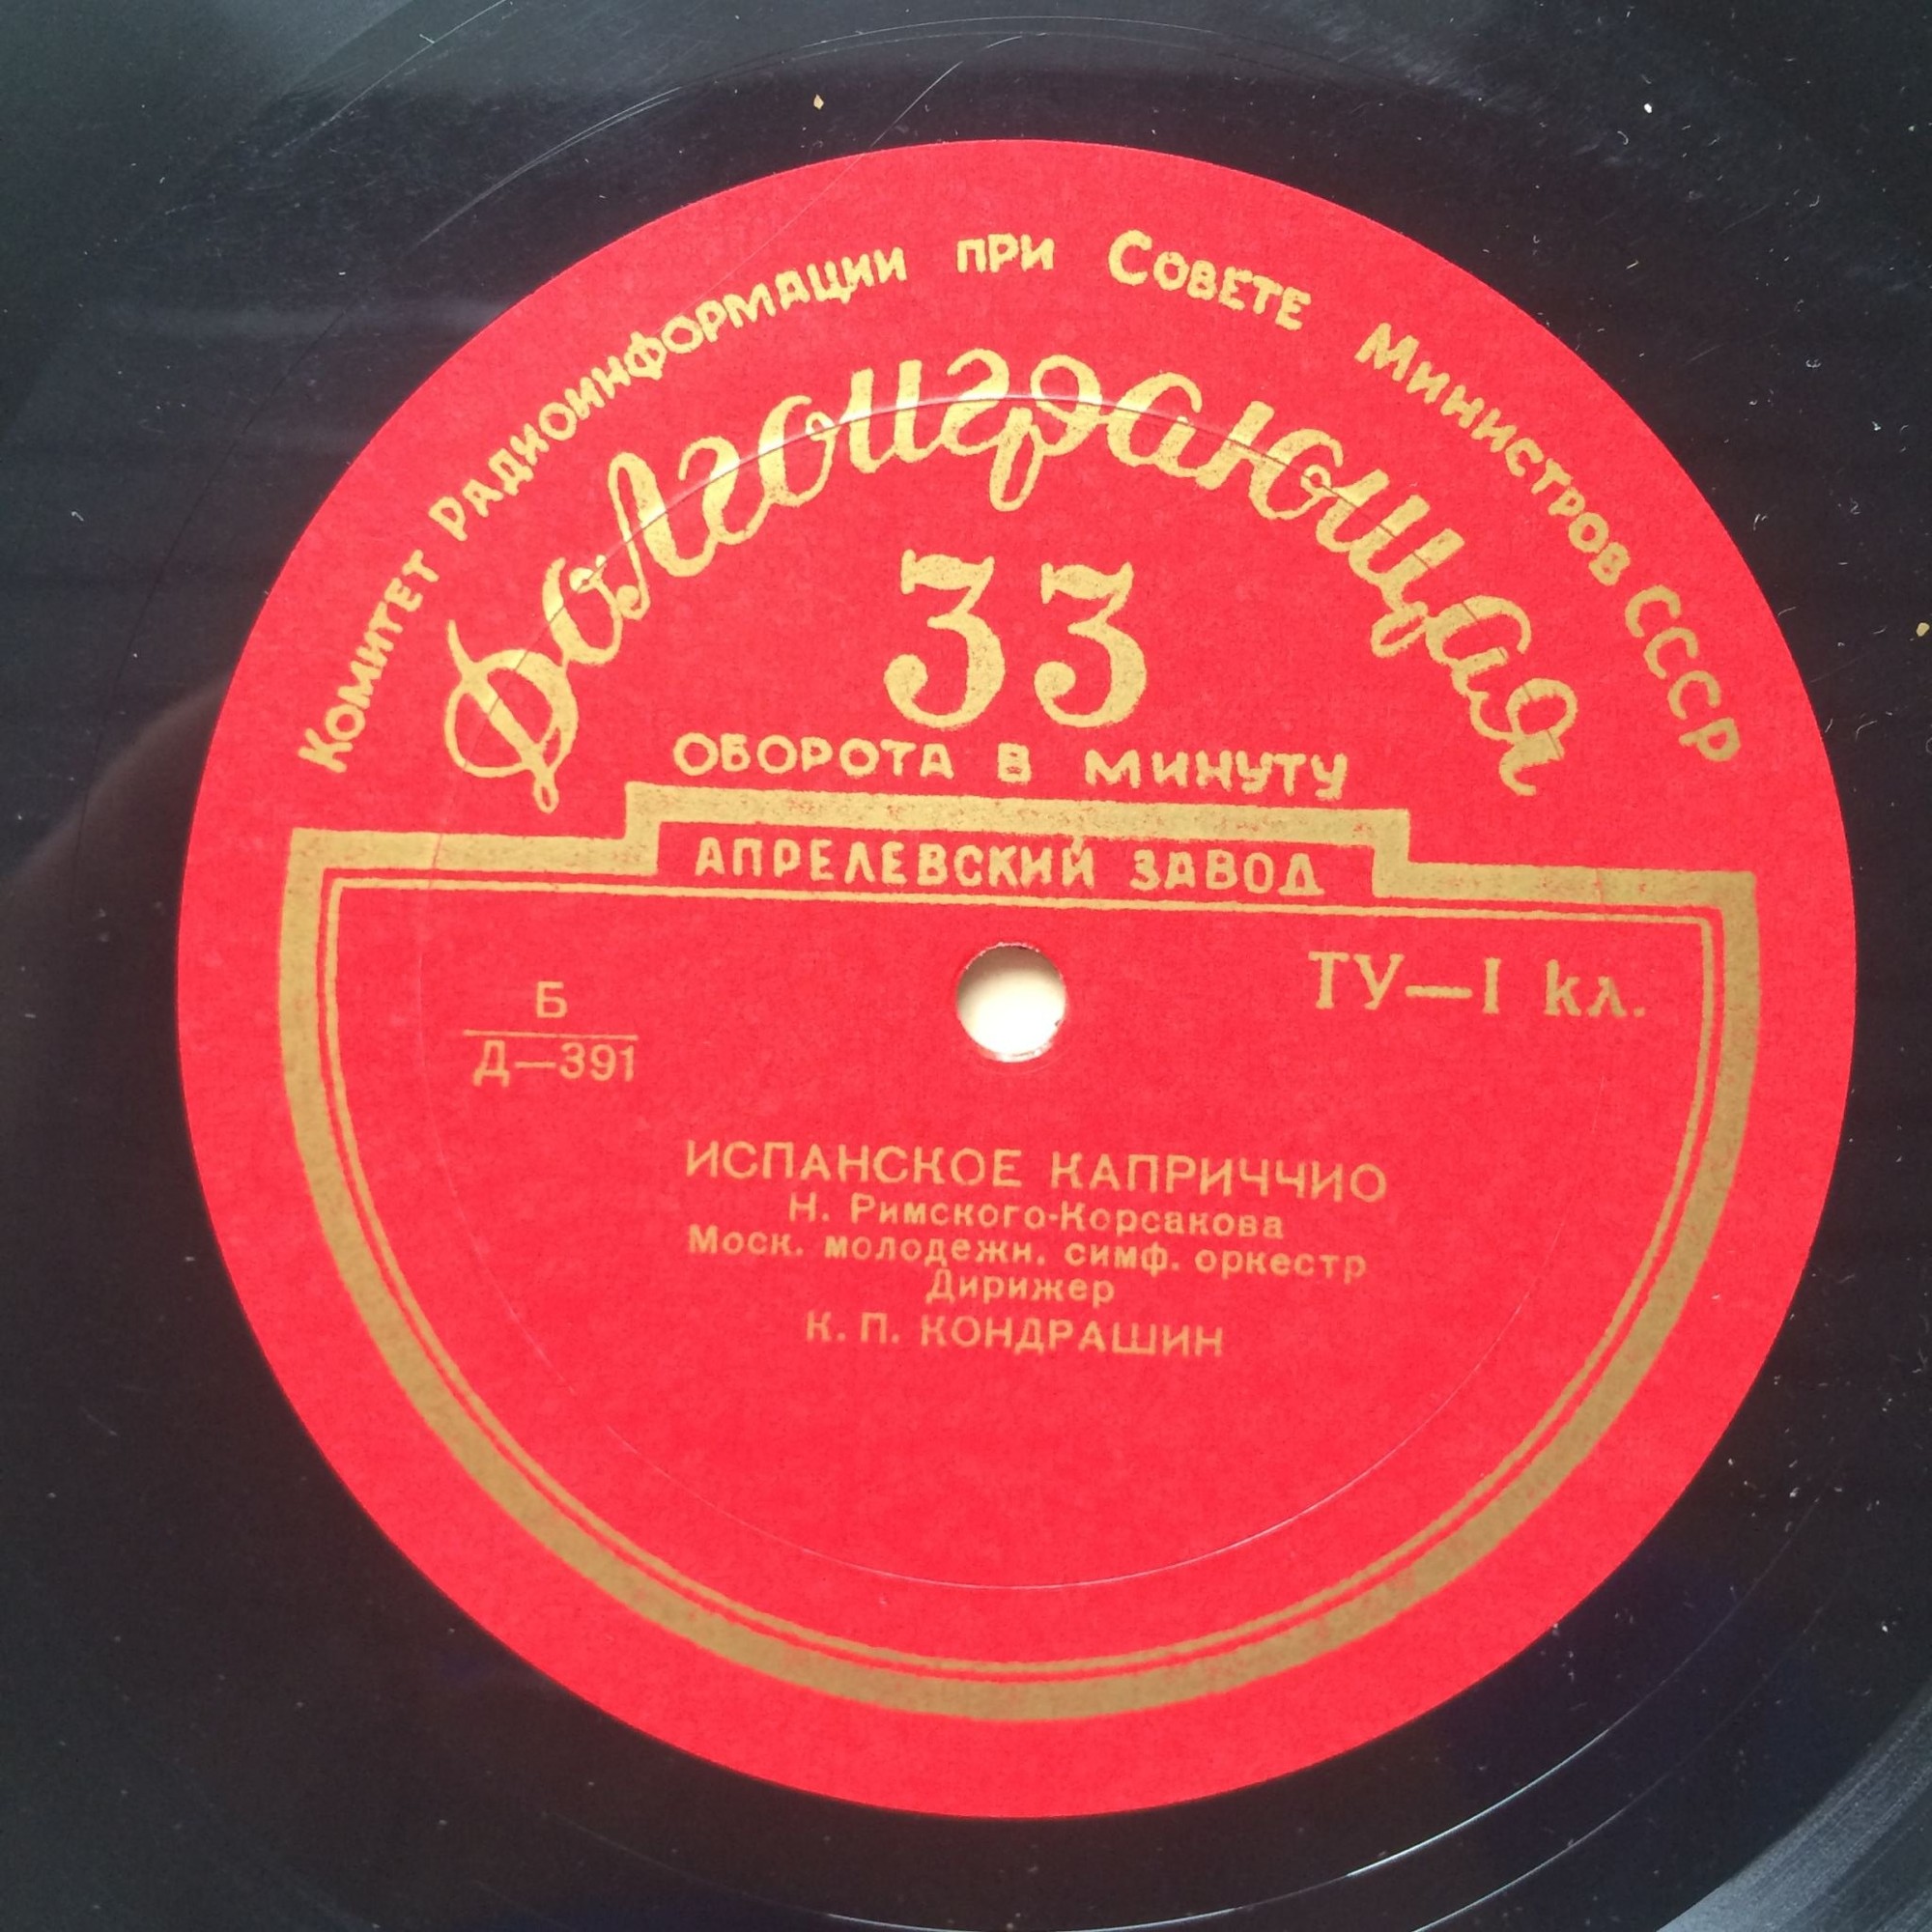 Комитет Радиоинформации при Совете Министров СССР
Долгоиграющая
33
ОБОРОТА В МИНУТУ
АПРЕЛЕВСКИЙ ЗАВОД
ТУ—I кл.
Б
Д—391
ИСПАНСКОЕ КАПРИЧЧИО
Н. Римского-Корсакова
Моск. молодежн. симф. оркестр
Дирижер
К. П. КОНДРАШИН